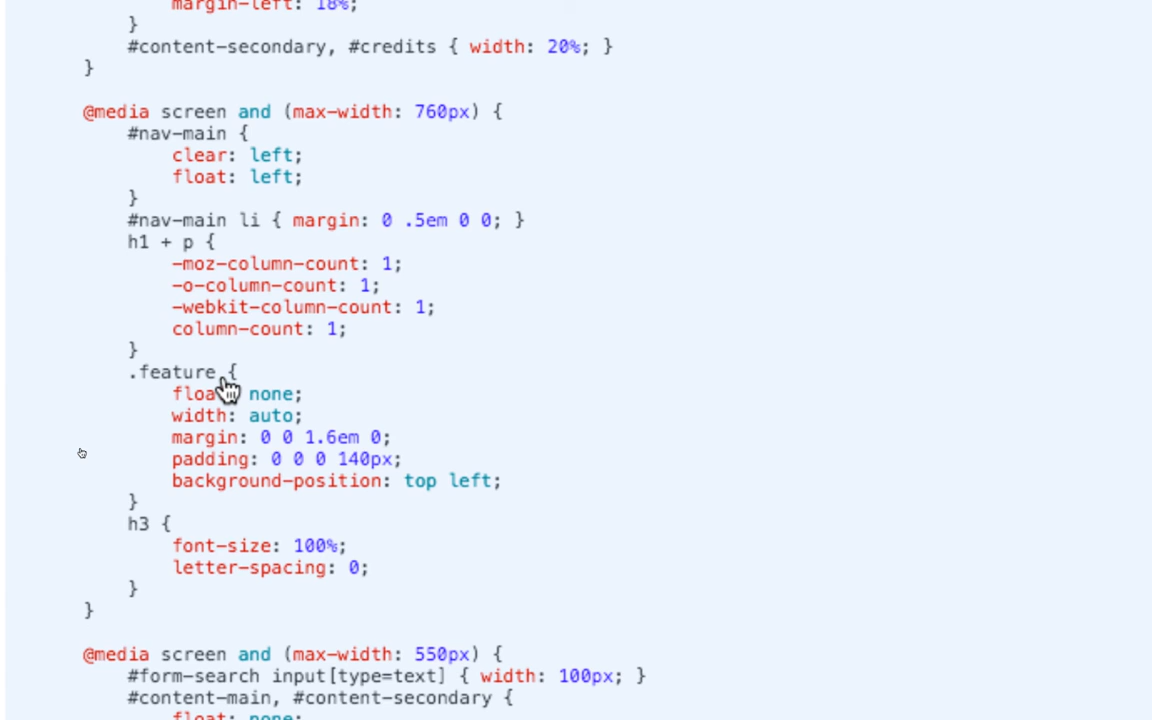 margin-left: 18%;
}
#content-secondary, #credits { width: 20%; }
}
@media screen and (max-width: 760px) {
#nav-main {
clear: left;
float: left;
}
#nav-main li { margin: 0 .5em 0 0; }
h1 + p {
-moz-column-count: 1;
-o-column-count: 1;
-webkit-column-count: 1;
column-count: 1;
}
.feature {
float: none;
width: auto;
margin: 0 0 1.6em 0;
padding: 0 0 0 140px;
background-position: top left;
}
h3 {
font-size: 100%;
letter-spacing: 0;
}
}
@media screen and (max-width: 550px) {
#form-search input[type=text] { width: 100px; }
#content-main, #content-secondary {
float: none;